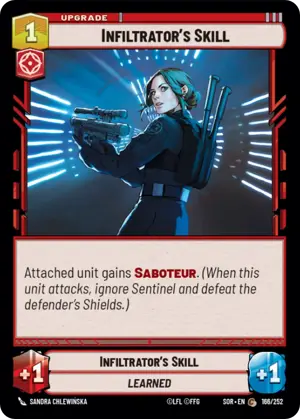 UPGRADE
1
INFILTRATOR'S SKILL
Attached unit gains SABOTEUR. (When this
unit attacks, ignore Sentinel and defeat the
defender's Shields.)
+1
INFILTRATOR'S SKILL
+1
LEARNED
SANDRA CHLEWIŃSKA
©LFL ©FFG
SOR • EN C 166/252